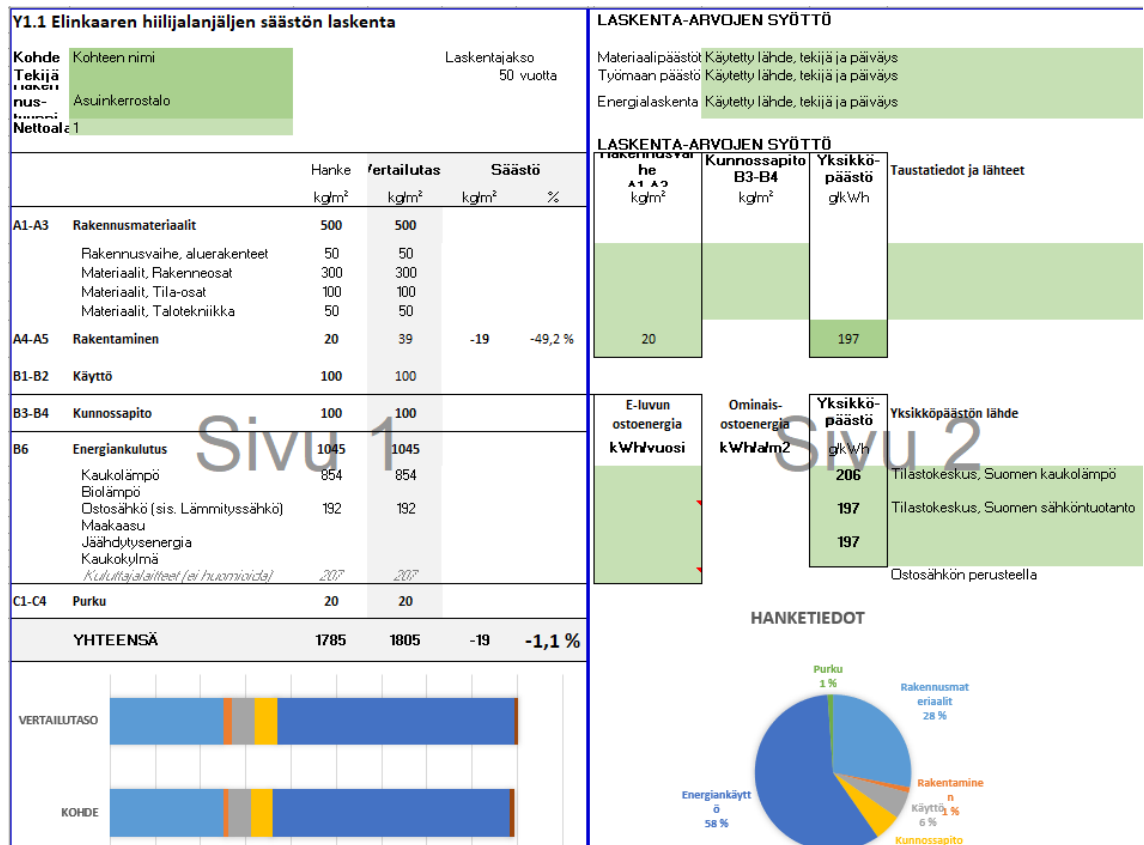 Y1.1 Elinkaaren hiilijalanjäljen säästön laskenta
Kohde Kohteen nimi Laskentajakso
Tekijä 50 vuotta
nus- Asuinkerrostalo
Nettoala 1
Hanke Vertailutas Säästö
kg/m² kg/m² kg/m² %
A1-A3 Rakennusmateriaalit 500 500
Rakennusvaihe, aluerakenteet 50 50
Materiaalit, Rakenneosat 300 300
Materiaalit, Tila-osat 100 100
Materiaalit, Talotekniikka 50 50
A4-A5 Rakentaminen 20 39 -19 -49,2 %
B1-B2 Käyttö 100 100
B3-B4 Kunnossapito 100 100
Sivu 1
B6 Energiankulutus 1045 1045
Kaukolämpö 854 854
Biolämpö
Ostosähkö (sis. Lämmityssähkö) 192 192
Maakaasu
Jäähdytysenergia
Kaukokylmä
Kuluttajalaitteet (ei huomioida) 207 207
C1-C4 Purku 20 20
YHTEENSÄ 1785 1805 -19 -1,1 %
VERTAILUTASO
KOHDE
LASKENTA-ARVOJEN SYÖTTÖ
Materiaalipäästöt Käytetty lähde, tekijä ja päiväys
Työmaan päästö Käytetty lähde, tekijä ja päiväys
Energialaskenta Käytetty lähde, tekijä ja päiväys
LASKENTA-ARVOJEN SYÖTTÖ
he Kunnossapito Yksikkö- Taustatiedot ja lähteet
A1-A3 B3-B4 päästö
kg/m² kg/m² g/kWh
20 197
E-luvun Ominais- Yksikkö- Yksikköpäästön lähde
ostoenergia ostoenergia päästö
kWh/vuosi kWh/a/m2 g/kWh
Sivu 2
206 Tilastokeskus, Suomen kaukolämpö
197 Tilastokeskus, Suomen sähköntuotanto
197
Ostosähkön perusteella
HANKETIEDOT
Purku
1 %
Rakennusmat
eriaalit
28 %
Rakentamine
n
1 %
Käyttö
6 %
Energiankäytt
ö
58 %
Kunnossapito